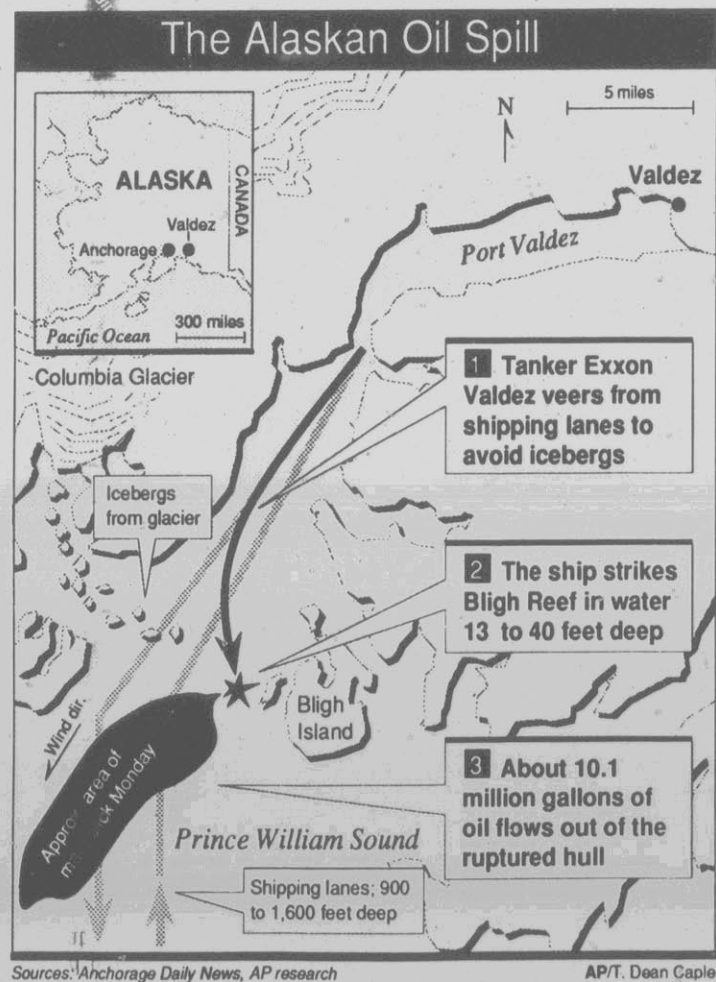 The Alaskan Oil Spill
5 miles
N
ALASKA
CANADA
Valdez
Anchorage
Pacific Ocean
300 miles
Valdez
Port Valdez
Columbia Glacier
1 Tanker Exxon
Valdez veers from
shipping lanes to
avoid icebergs
Icebergs
from glacier
2 The ship strikes
Bligh Reef in water
13 to 40 feet deep
Bligh
Island
Wind dir.
area of
Monday
3 About 10.1
million gallons of
oil flows out of the
ruptured hull
Prince William Sound
Shipping lanes; 900
to 1,600 feet deep
Sources: Anchorage Daily News, AP research
AP/T. Dean Caple